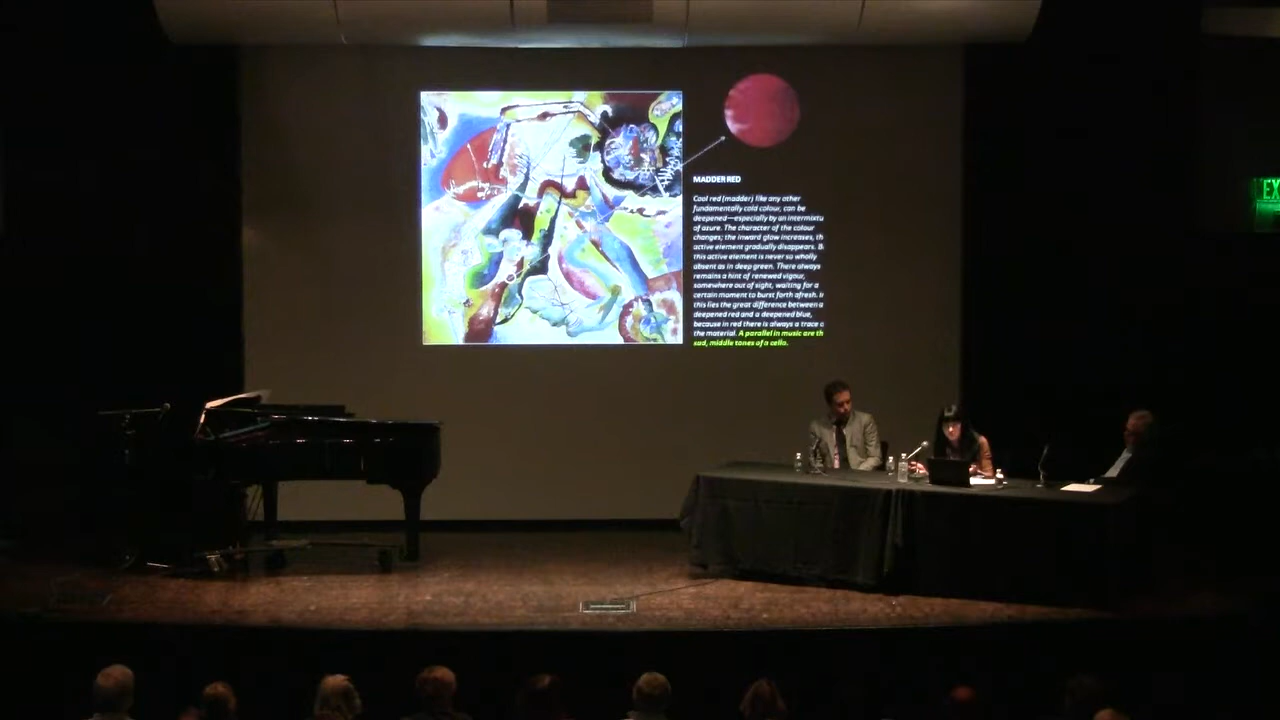 MADDER RED
Cool red (madder) like any other
fundamentally cold colour, can be
deepened—especially by an intermixtu
of azure. The character of the colour
changes; the inward glow increases, th
active element gradually disappears. B
this active element is never so wholly
absent as in deep green. There always
remains a hint of renewed vigour,
somewhere out of sight, waiting for a
certain moment to burst forth afresh. In
this lies the great difference between a
deepened red and a deepened blue,
because in red there is always a trace o
the material. A parallel in music are th
sad, middle tones of a cello.
EX